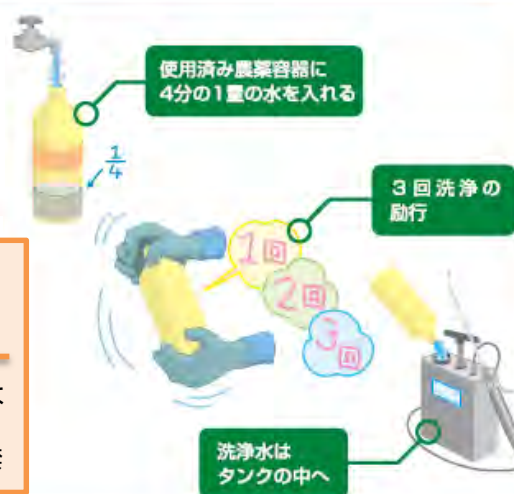 使用済み農薬容器に
4分の1量の水を入れる
1/4
3回洗浄の
励行
1回
2回
3回
洗浄水は
タンクの中へ